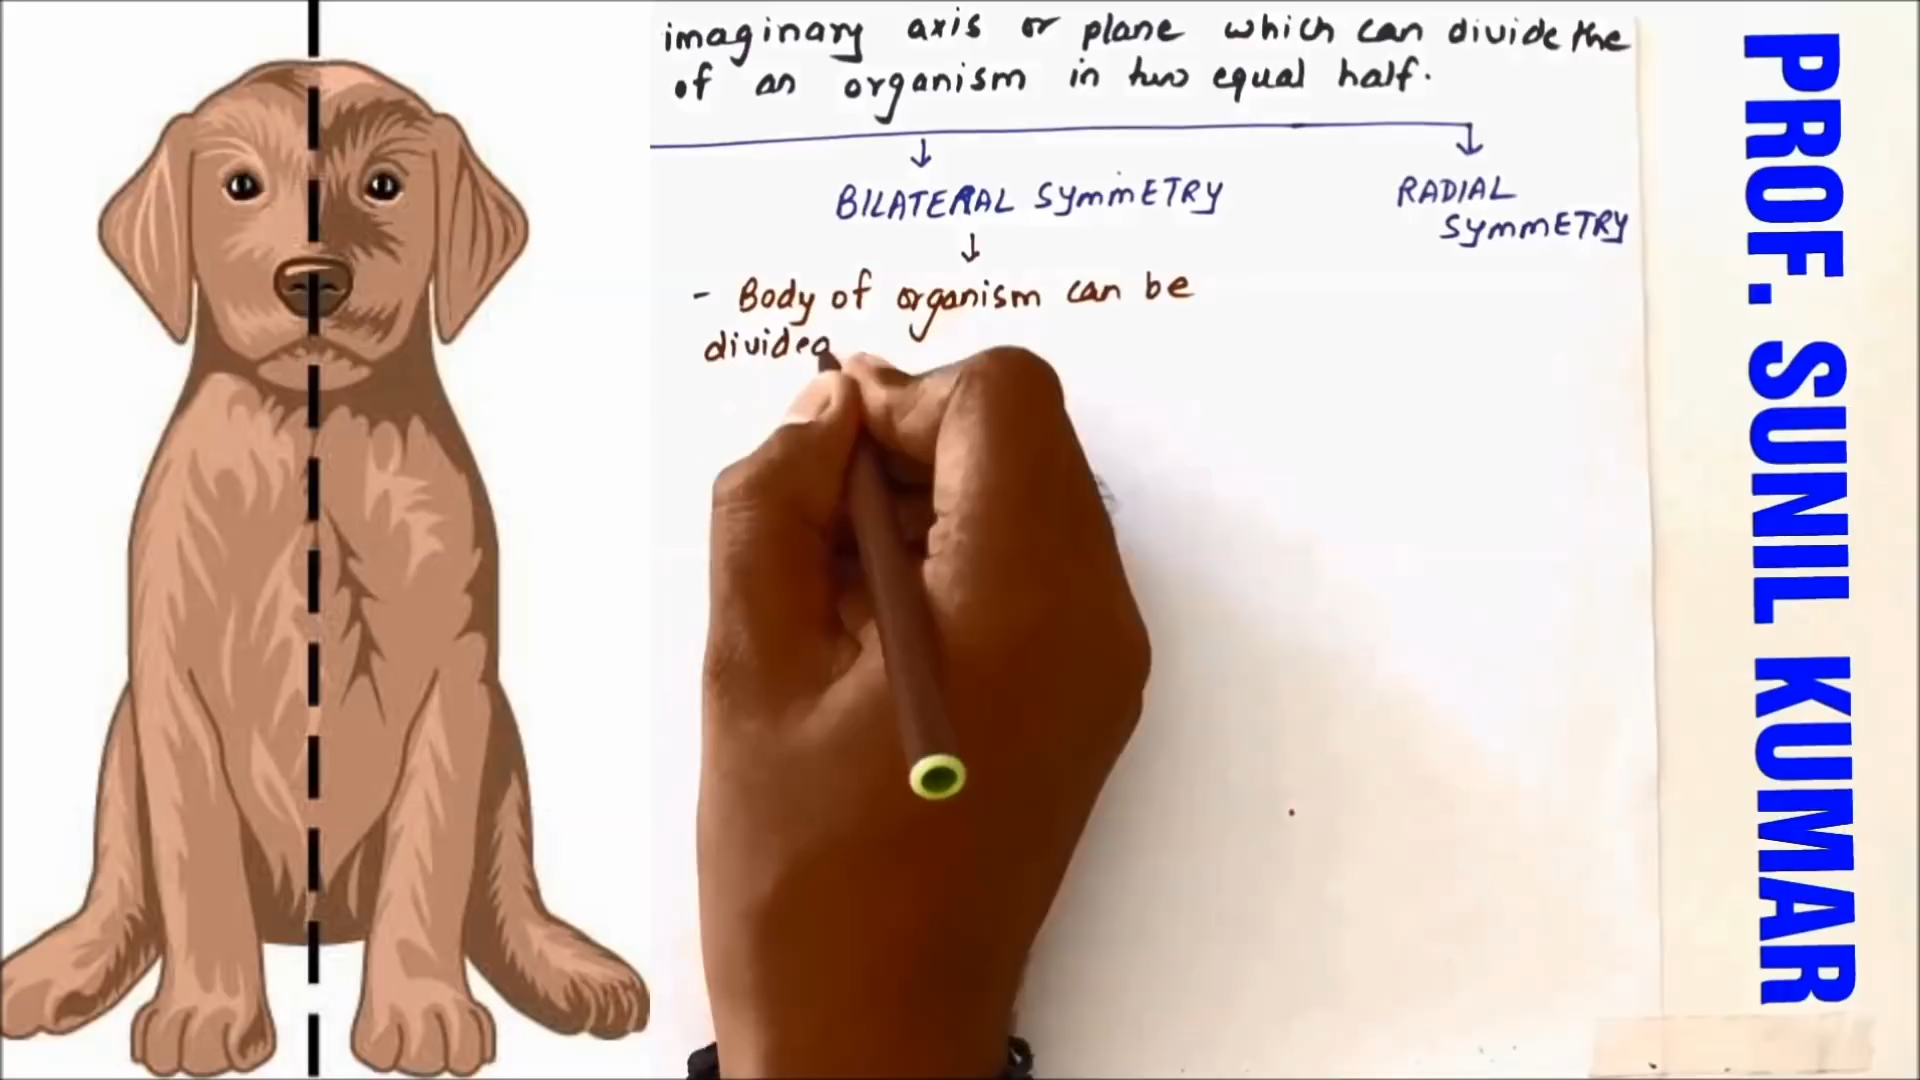 imaginary axis or plane which can divide the
of an organism in two equal half.
BILATERAL SYMMETRY
RADIAL
SYMMETRY
- Body of organism can be
divided
PROF. SUNIL KUMAR